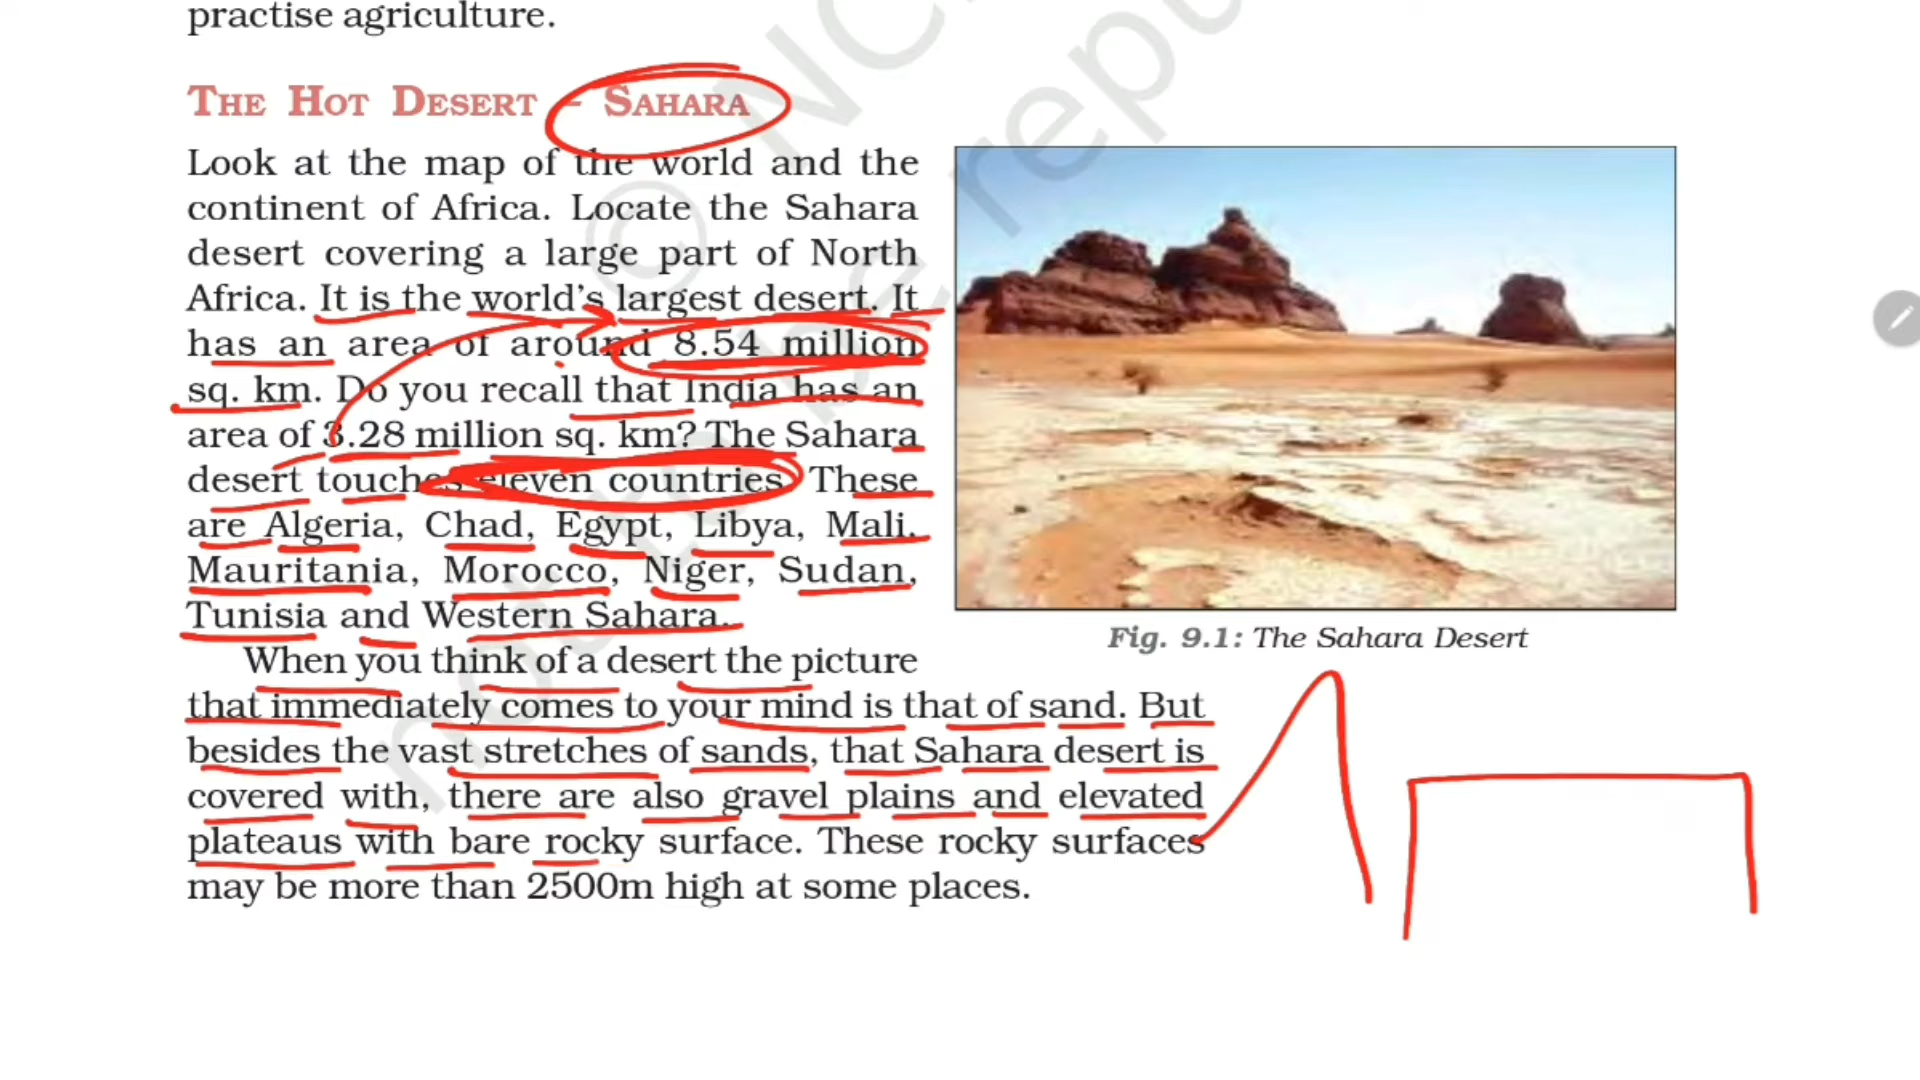 practise agriculture.
THE HOT DESERT – SAHARA
Look at the map of the world and the
continent of Africa. Locate the Sahara
desert covering a large part of North
Africa. It is the world's largest desert. It
has an area of around 8.54 million
sq. km. Do you recall that India has an
area of 3.28 million sq. km? The Sahara
desert touches eleven countries. These
are Algeria, Chad, Egypt, Libya, Mali,
Mauritania, Morocco, Niger, Sudan,
Tunisia and Western Sahara.
When you think of a desert the picture
that immediately comes to your mind is that of sand. But
besides the vast stretches of sands, that Sahara desert is
covered with, there are also gravel plains and elevated
plateaus with bare rocky surface. These rocky surfaces
may be more than 2500m high at some places.
Fig. 9.1: The Sahara Desert
© NC
not to be repu